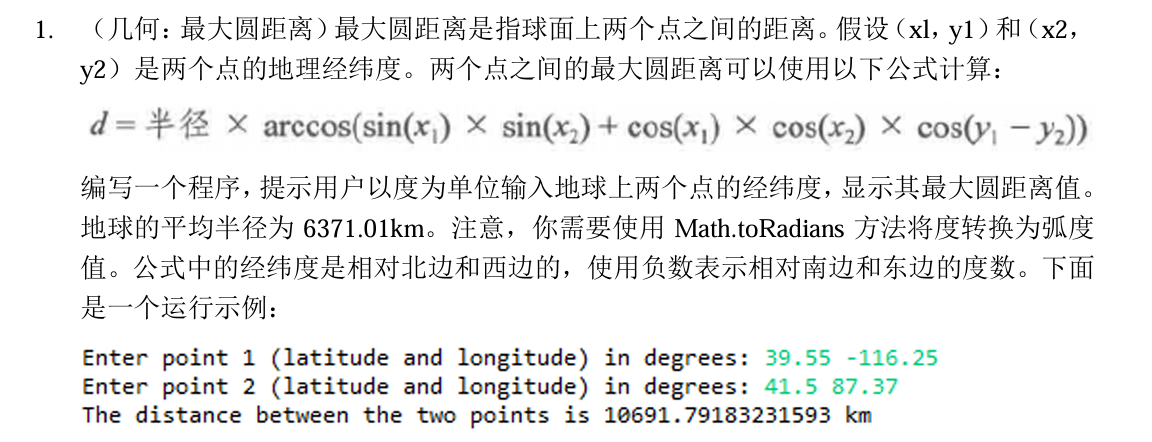 1. （几何：最大圆距离）最大圆距离是指球面上两个点之间的距离。假设（xl，y1）和（x2，
y2）是两个点的地理经纬度。两个点之间的最大圆距离可以使用以下公式计算：
d = 半径 × arccos(sin(x₁) × sin(x₂) + cos(x₁) × cos(x₂) × cos(y₁ − y₂))
编写一个程序，提示用户以度为单位输入地球上两个点的经纬度，显示其最大圆距离值。
地球的平均半径为 6371.01km。注意，你需要使用 Math.toRadians 方法将度转换为弧度
值。公式中的经纬度是相对北边和西边的，使用负数表示相对南边和东边的度数。下面
是一个运行示例：
Enter point 1 (latitude and longitude) in degrees: 39.55 -116.25
Enter point 2 (latitude and longitude) in degrees: 41.5 87.37
The distance between the two points is 10691.79183231593 km